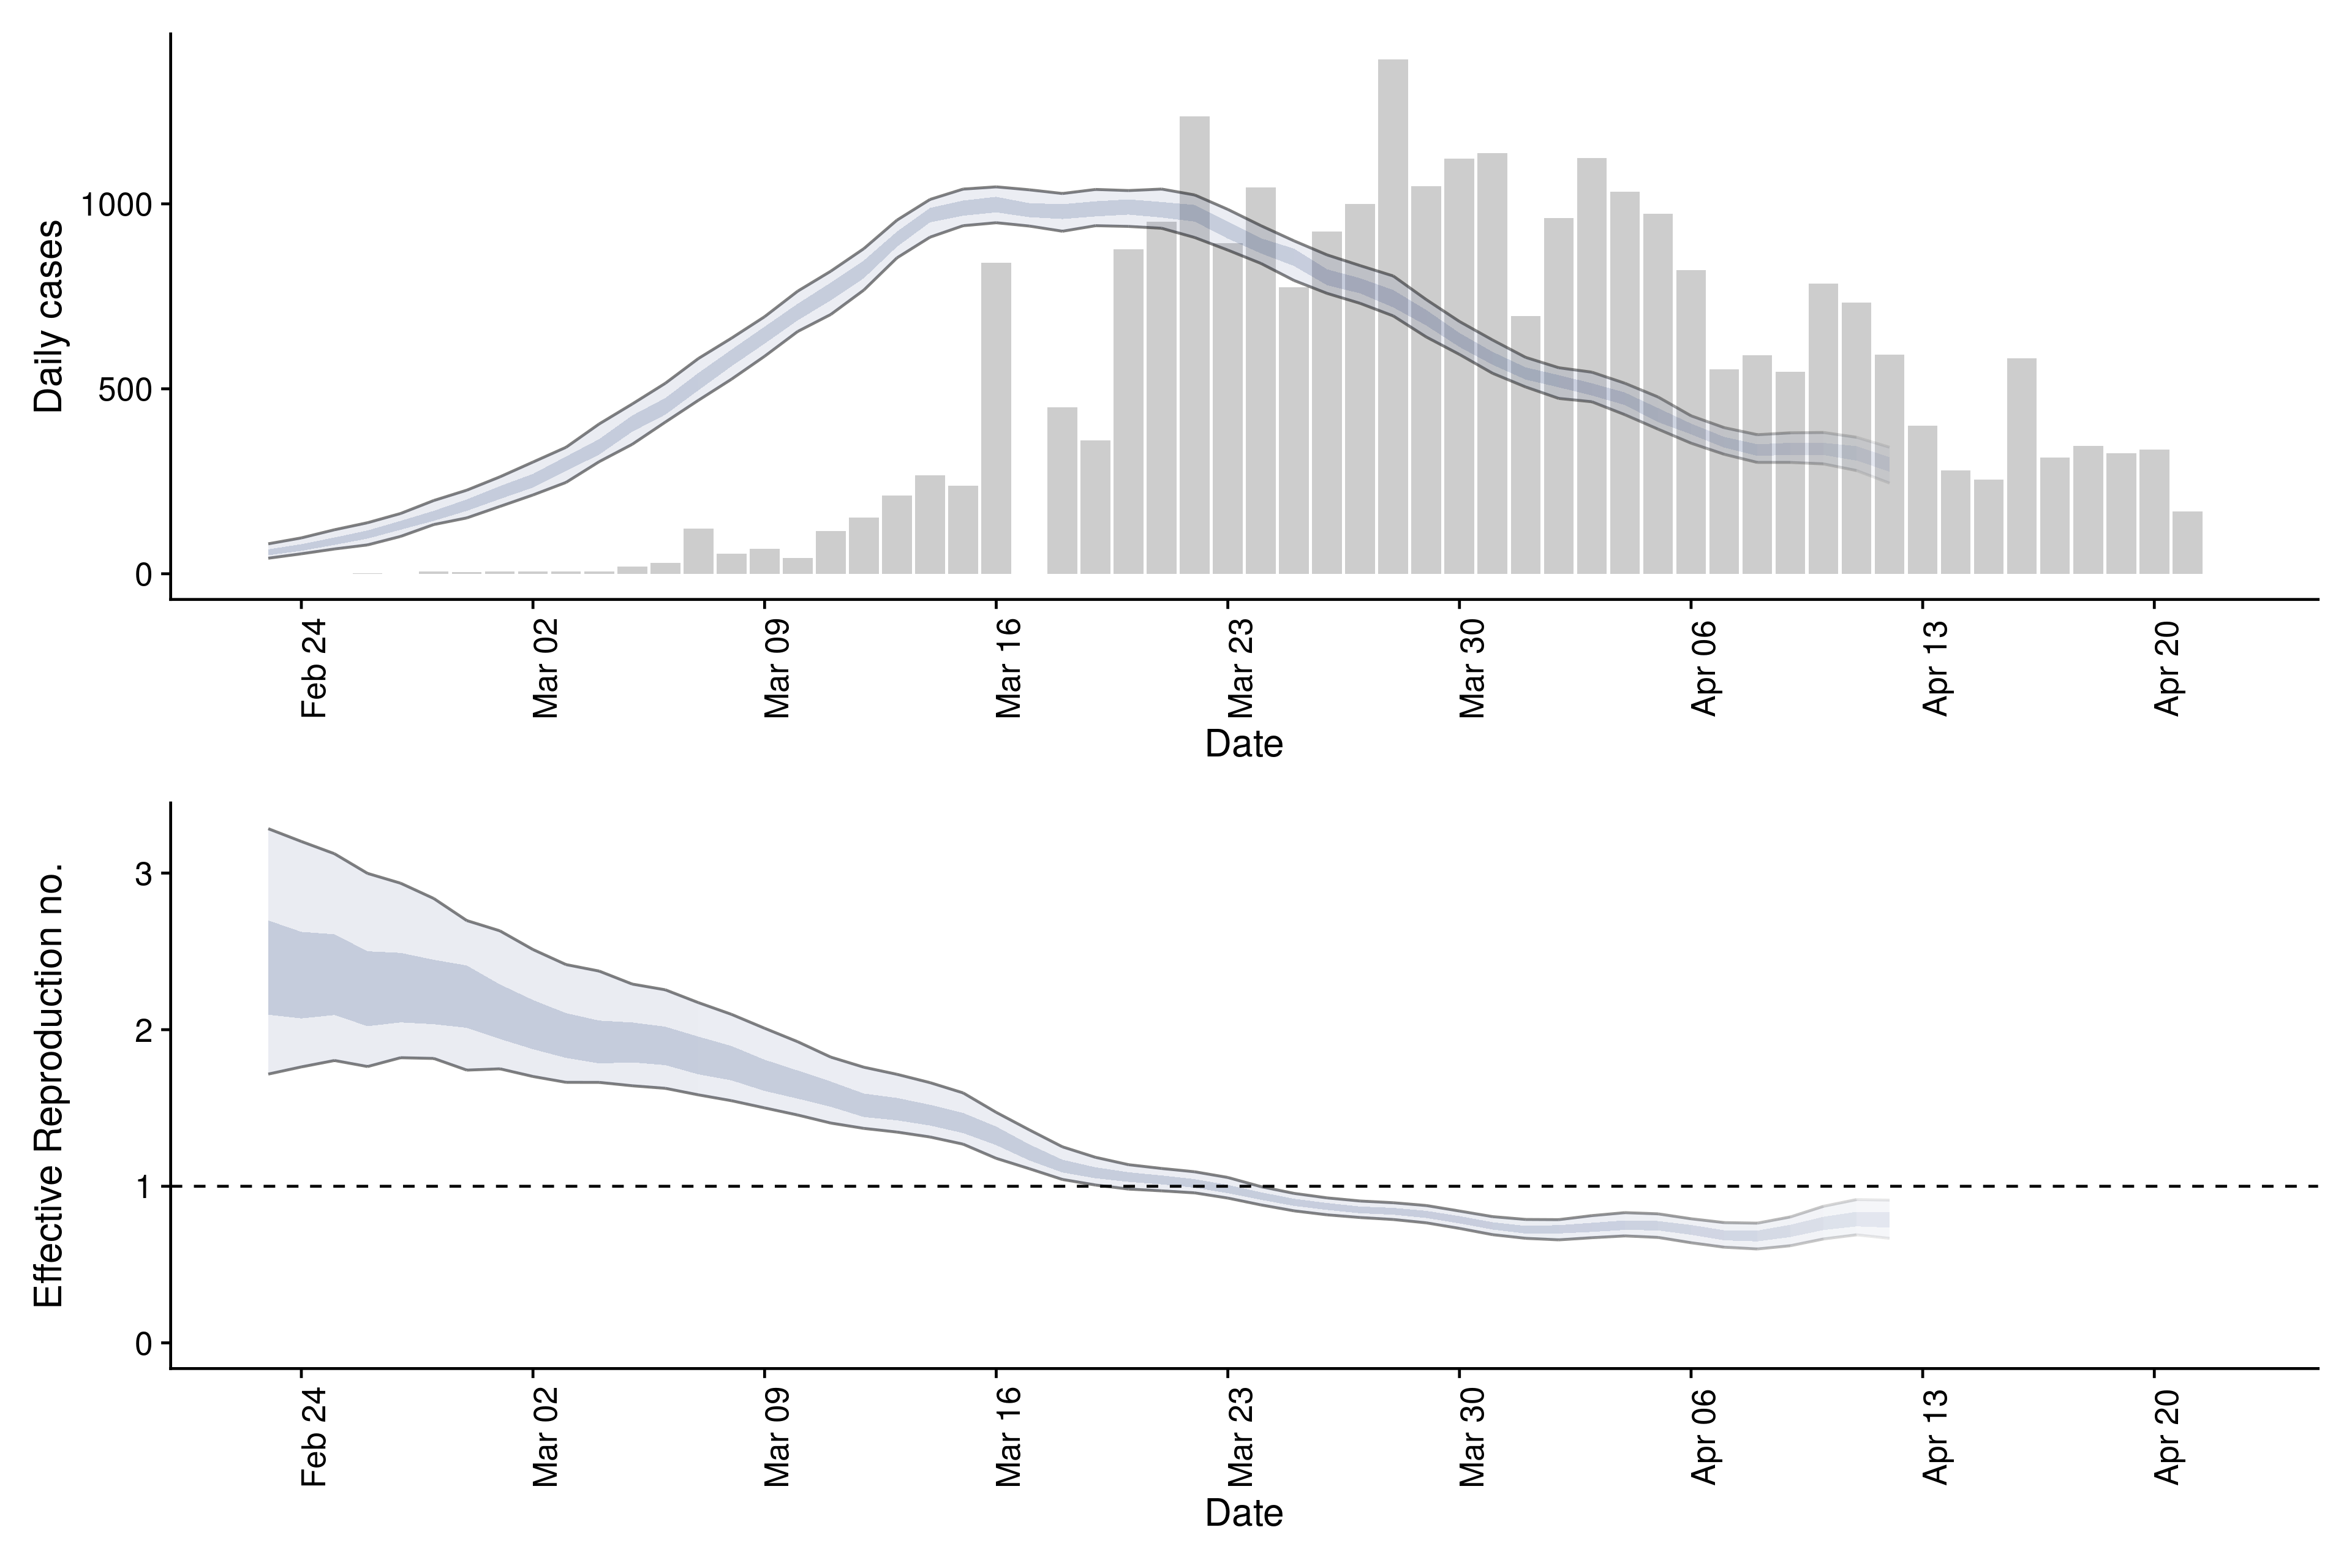 Daily cases
1000
500
0
Feb 24
Mar 02
Mar 09
Mar 16
Mar 23
Mar 30
Apr 06
Apr 13
Apr 20
Date
Effective Reproduction no.
3
2
1
0
Feb 24
Mar 02
Mar 09
Mar 16
Mar 23
Mar 30
Apr 06
Apr 13
Apr 20
Date